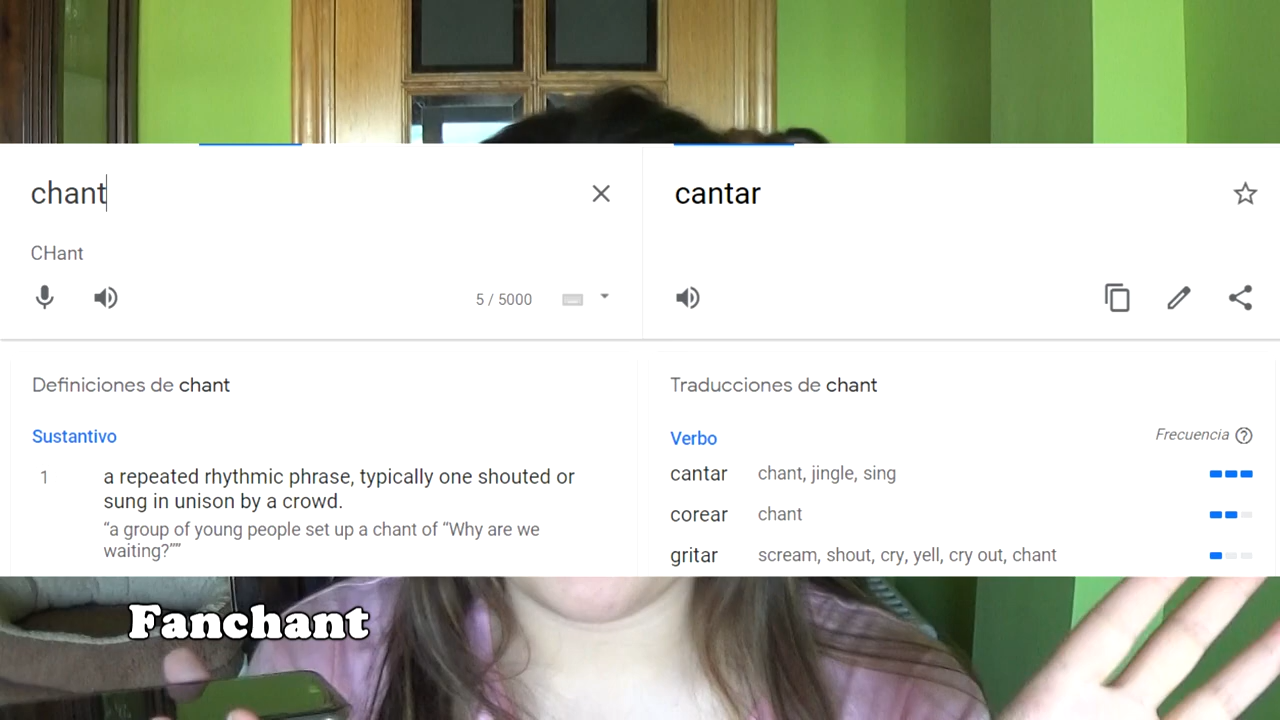 chant
cantar
CHant
5 / 5000
Definiciones de chant
Traducciones de chant
Sustantivo
Verbo
Frecuencia
1
a repeated rhythmic phrase, typically one shouted or
sung in unison by a crowd.
“a group of young people set up a chant of “Why are we
waiting?””
cantar chant, jingle, sing
corear chant
gritar scream, shout, cry, yell, cry out, chant
Fanchant